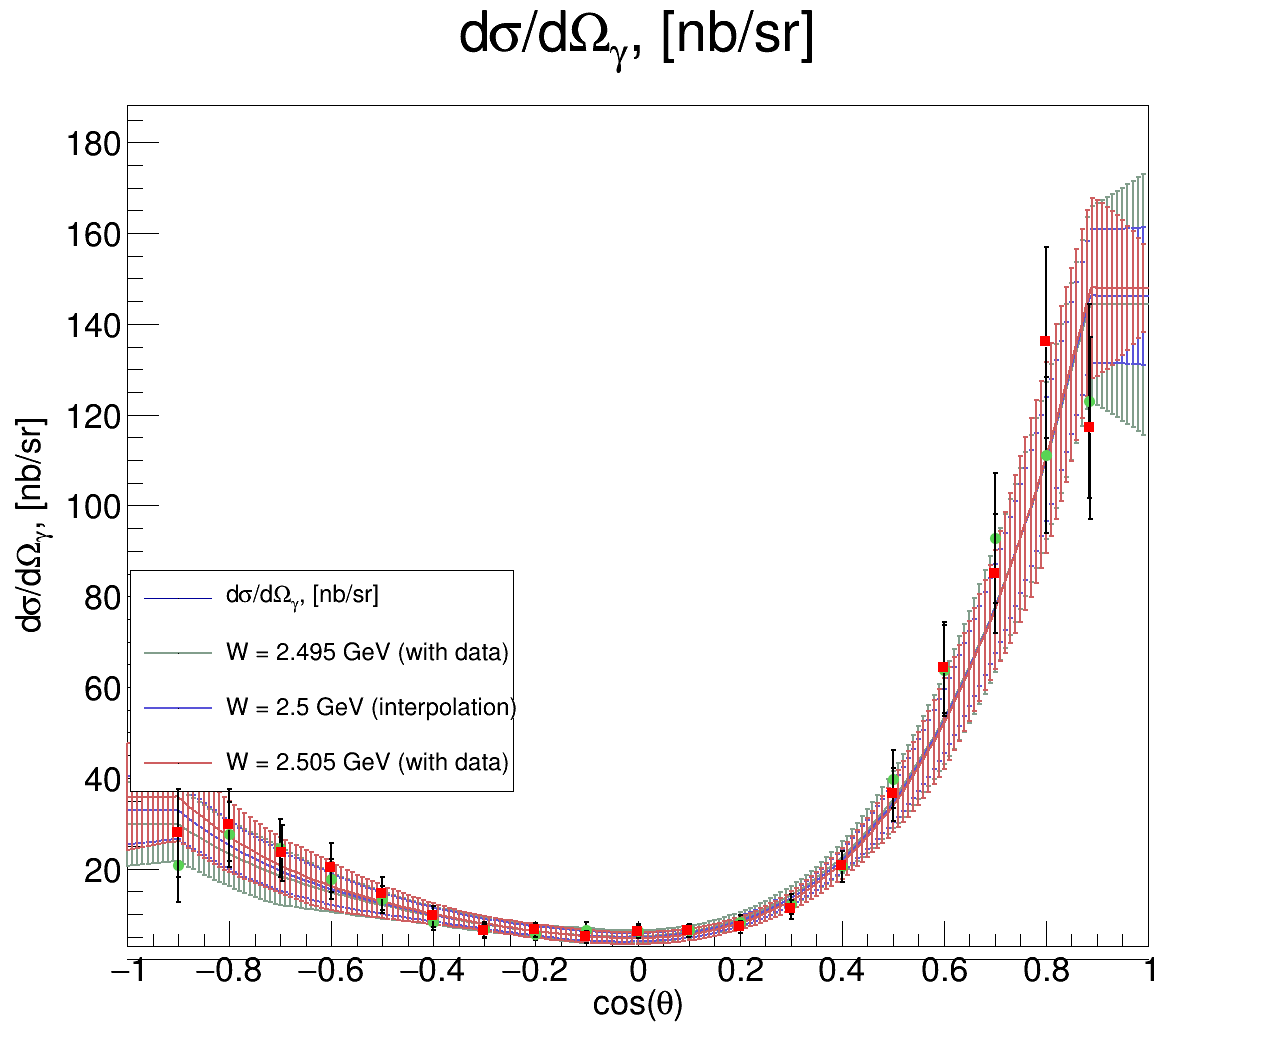 dσ/dΩγ, [nb/sr]
dσ/dΩγ, [nb/sr]
180
160
140
120
100
80
60
40
20
dσ/dΩγ, [nb/sr]
W = 2.495 GeV (with data)
W = 2.5 GeV (interpolation)
W = 2.505 GeV (with data)
−1 −0.8 −0.6 −0.4 −0.2 0 0.2 0.4 0.6 0.8 1
cos(θ)